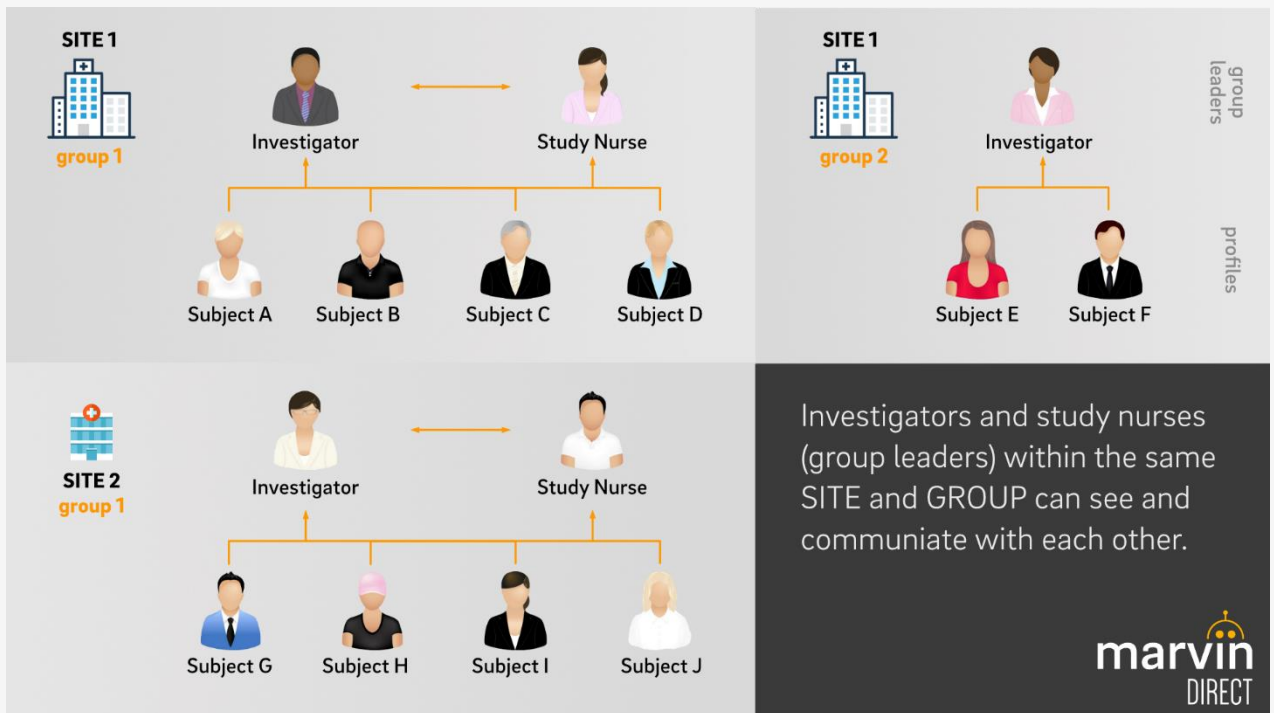 SITE 1
group 1
Investigator
Study Nurse
Subject A
Subject B
Subject C
Subject D
SITE 1
group 2
Investigator
group
leaders
Subject E
Subject F
profiles
SITE 2
group 1
Investigator
Study Nurse
Subject G
Subject H
Subject I
Subject J
Investigators and study nurses
(group leaders) within the same
SITE and GROUP can see and
communiate with each other.
marvin
DIRECT